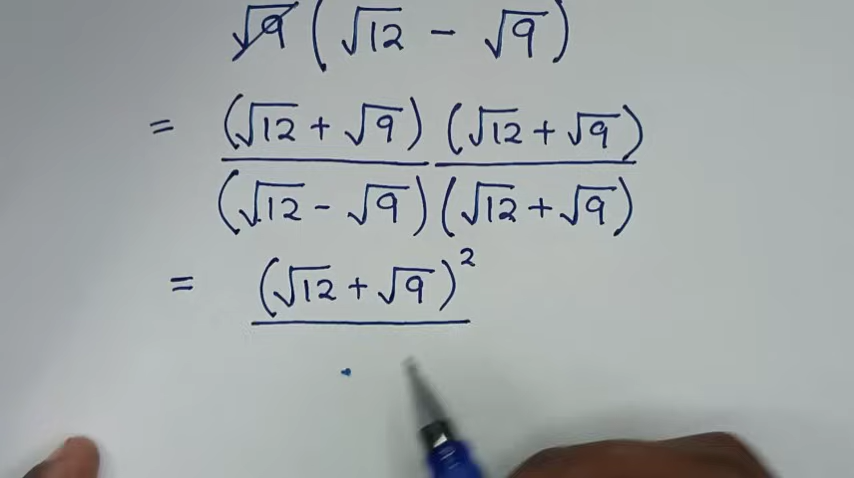 √9 (√12 - √9)
= (√12 + √9) (√12 + √9)
(√12 - √9) (√12 + √9)
= (√12 + √9)²